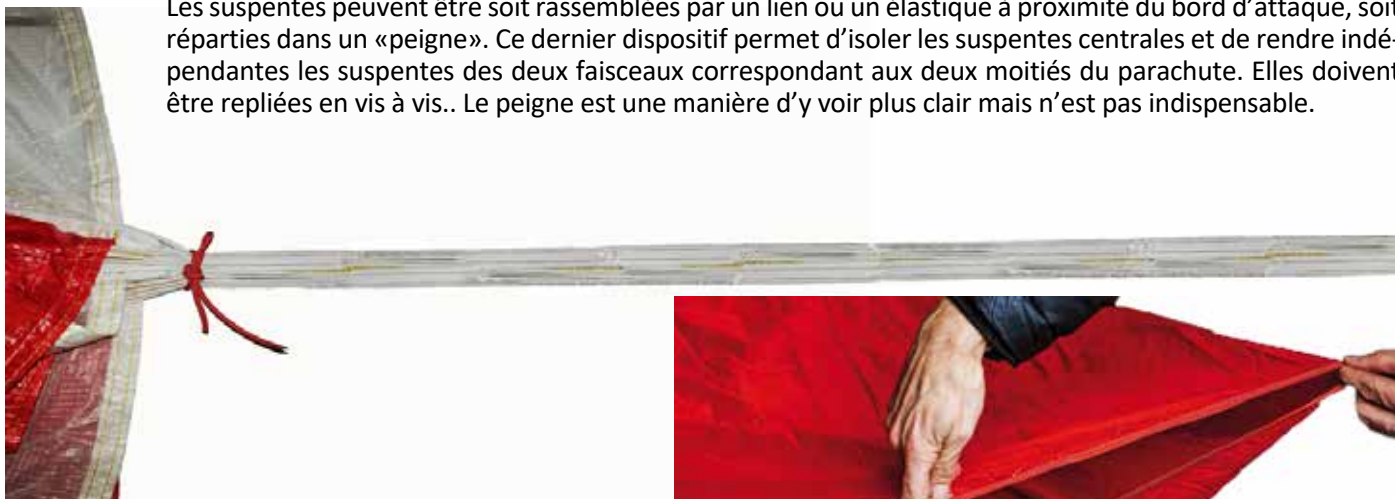 Les suspentes peuvent être soit rassemblées par un lien ou un élastique à proximité du bord d’attaque, soit
réparties dans un «peigne». Ce dernier dispositif permet d’isoler les suspentes centrales et de rendre indé-
pendantes les suspentes des deux faisceaux correspondant aux deux moitiés du parachute. Elles doivent
être repliées en vis à vis.. Le peigne est une manière d’y voir plus clair mais n’est pas indispensable.